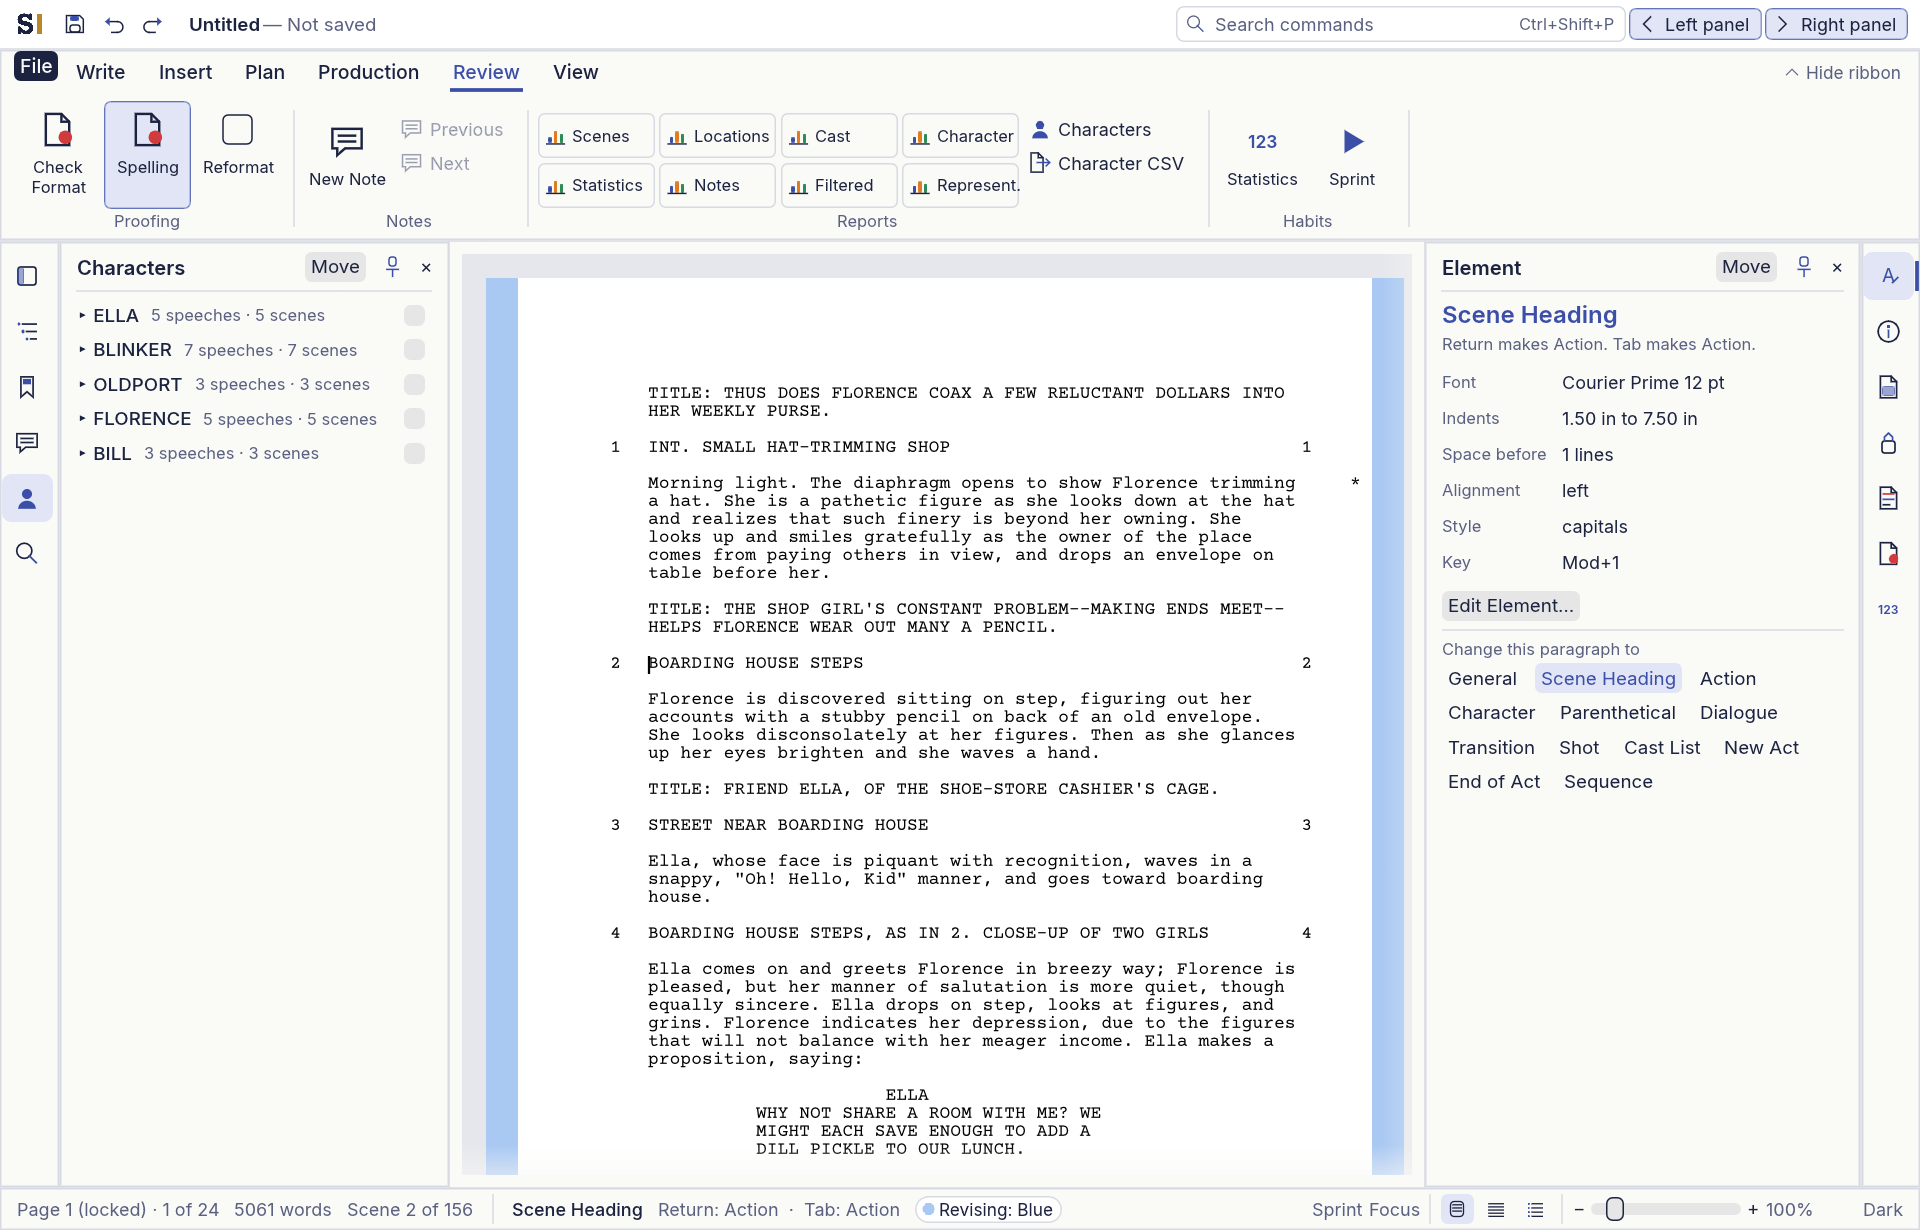 SI Untitled — Not saved Search commands Ctrl+Shift+P Left panel Right panel
File Write Insert Plan Production Review View Hide ribbon
Check Format Spelling Reformat
Proofing
New Note Previous Next
Notes
Scenes Locations Cast Character
Statistics Notes Filtered Represent.
Characters
Character CSV
Reports
123 Statistics Sprint
Habits
Characters Move ×
ELLA 5 speeches · 5 scenes
BLINKER 7 speeches · 7 scenes
OLDPORT 3 speeches · 3 scenes
FLORENCE 5 speeches · 5 scenes
BILL 3 speeches · 3 scenes
TITLE: THUS DOES FLORENCE COAX A FEW RELUCTANT DOLLARS INTO
HER WEEKLY PURSE.
1 INT. SMALL HAT-TRIMMING SHOP 1
Morning light. The diaphragm opens to show Florence trimming *
a hat. She is a pathetic figure as she looks down at the hat
and realizes that such finery is beyond her owning. She
looks up and smiles gratefully as the owner of the place
comes from paying others in view, and drops an envelope on
table before her.
TITLE: THE SHOP GIRL'S CONSTANT PROBLEM--MAKING ENDS MEET--
HELPS FLORENCE WEAR OUT MANY A PENCIL.
2 BOARDING HOUSE STEPS 2
Florence is discovered sitting on step, figuring out her
accounts with a stubby pencil on back of an old envelope.
She looks disconsolately at her figures. Then as she glances
up her eyes brighten and she waves a hand.
TITLE: FRIEND ELLA, OF THE SHOE-STORE CASHIER'S CAGE.
3 STREET NEAR BOARDING HOUSE 3
Ella, whose face is piquant with recognition, waves in a
snappy, "Oh! Hello, Kid" manner, and goes toward boarding
house.
4 BOARDING HOUSE STEPS, AS IN 2. CLOSE-UP OF TWO GIRLS 4
Ella comes on and greets Florence in breezy way; Florence is
pleased, but her manner of salutation is more quiet, though
equally sincere. Ella drops on step, looks at figures, and
grins. Florence indicates her depression, due to the figures
that will not balance with her meager income. Ella makes a
proposition, saying:
ELLA
WHY NOT SHARE A ROOM WITH ME? WE
MIGHT EACH SAVE ENOUGH TO ADD A
DILL PICKLE TO OUR LUNCH.
Element Move ×
Scene Heading
Return makes Action. Tab makes Action.
Font Courier Prime 12 pt
Indents 1.50 in to 7.50 in
Space before 1 lines
Alignment left
Style capitals
Key Mod+1
Edit Element...
Change this paragraph to
General Scene Heading Action
Character Parenthetical Dialogue
Transition Shot Cast List New Act
End of Act Sequence
123
Page 1 (locked) · 1 of 24 5061 words Scene 2 of 156 Scene Heading Return: Action · Tab: Action Revising: Blue Sprint Focus − + 100% Dark